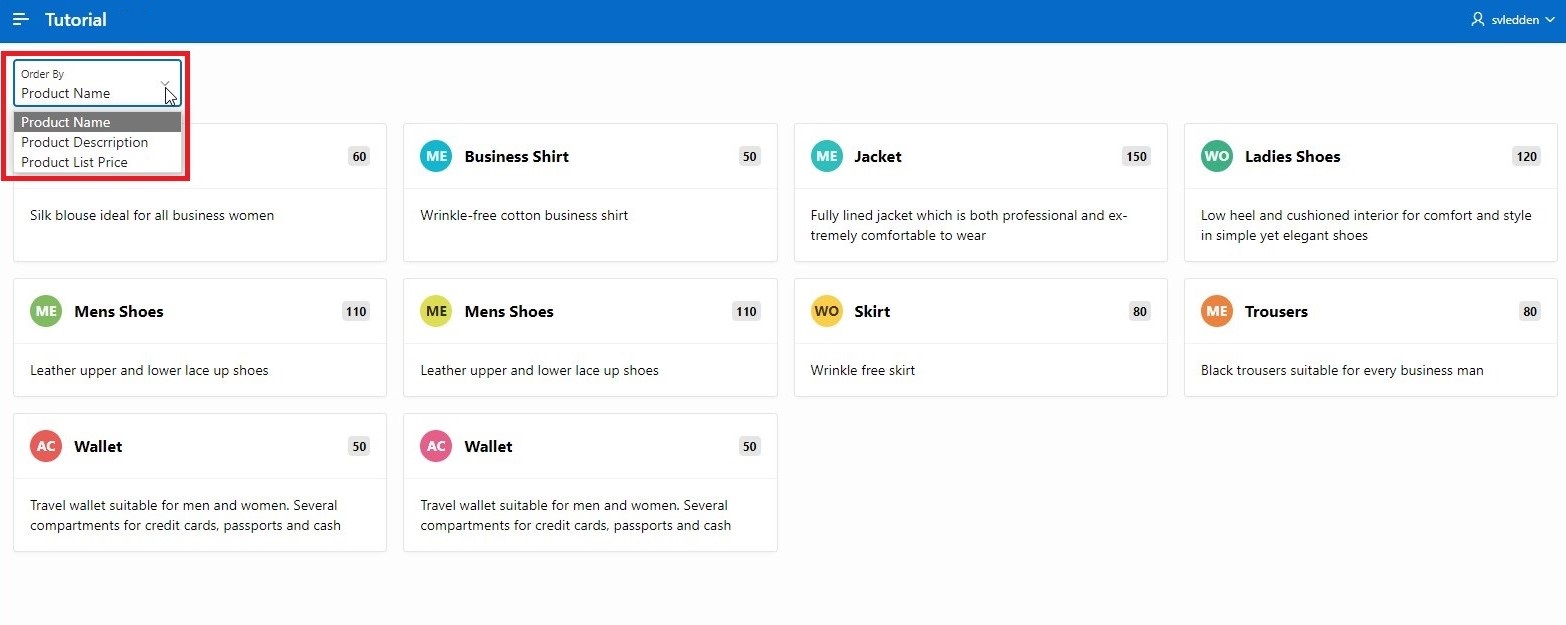 Tutorial
svledden
Order By
Product Name
Product Name
Product Descrription
Product List Price
60
Silk blouse ideal for all business women
ME Business Shirt 50
Wrinkle-free cotton business shirt
ME Jacket 150
Fully lined jacket which is both professional and ex-
tremely comfortable to wear
WO Ladies Shoes 120
Low heel and cushioned interior for comfort and style
in simple yet elegant shoes
ME Mens Shoes 110
Leather upper and lower lace up shoes
ME Mens Shoes 110
Leather upper and lower lace up shoes
WO Skirt 80
Wrinkle free skirt
ME Trousers 80
Black trousers suitable for every business man
AC Wallet 50
Travel wallet suitable for men and women. Several
compartments for credit cards, passports and cash
AC Wallet 50
Travel wallet suitable for men and women. Several
compartments for credit cards, passports and cash